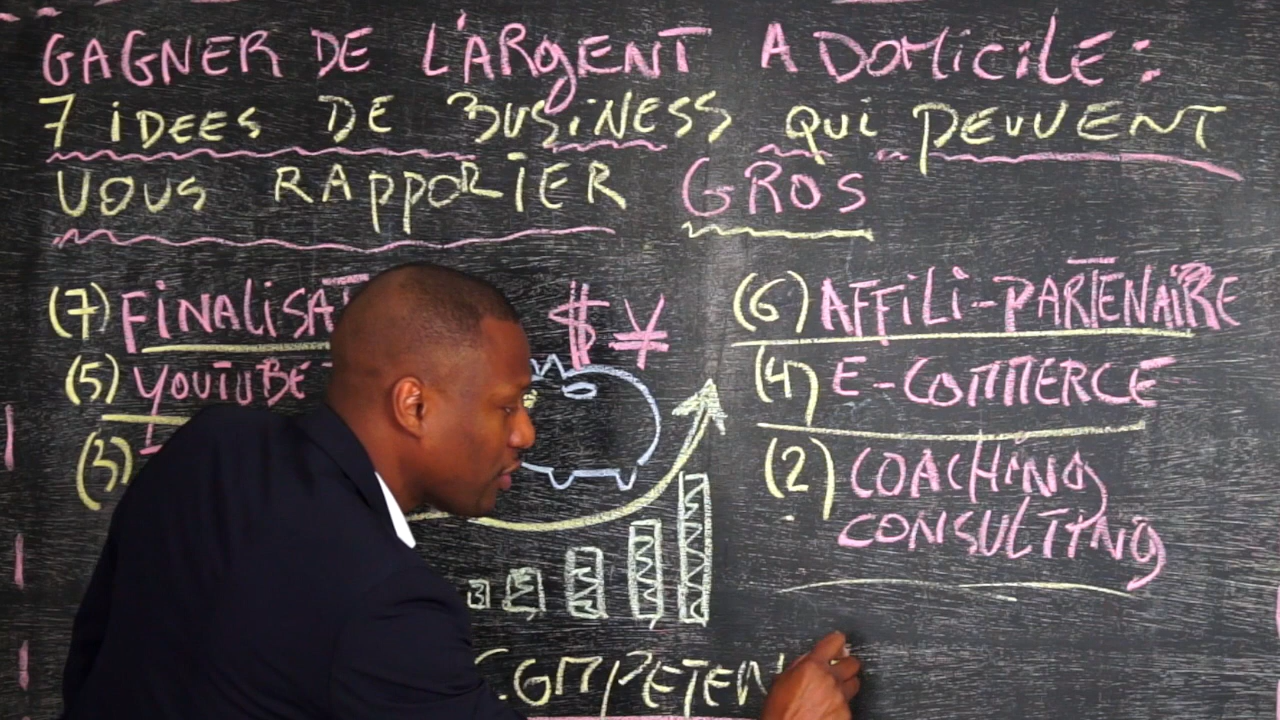 GAGNER DE L'ARGENT A DOMICILE :
7 IDEES DE BUSINESS QUI PEUVENT
VOUS RAPPORTER GROS
(7) FINALISA
$ ¥
(6) AFFILI-PARTENAIRE
(5) YOUTUBE
(4) E-COMMERCE
(3)
(2) COACHING
CONSULTING
COMPETEN